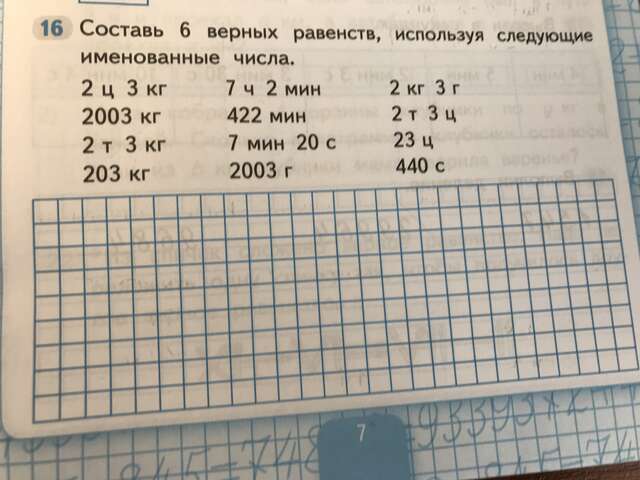 16 Составь 6 верных равенств, используя следующие
именованные числа.
2 ц 3 кг 7 ч 2 мин 2 кг 3 г
2003 кг 422 мин 2 т 3 ц
2 т 3 кг 7 мин 20 с 23 ц
203 кг 2003 г 440 с
7